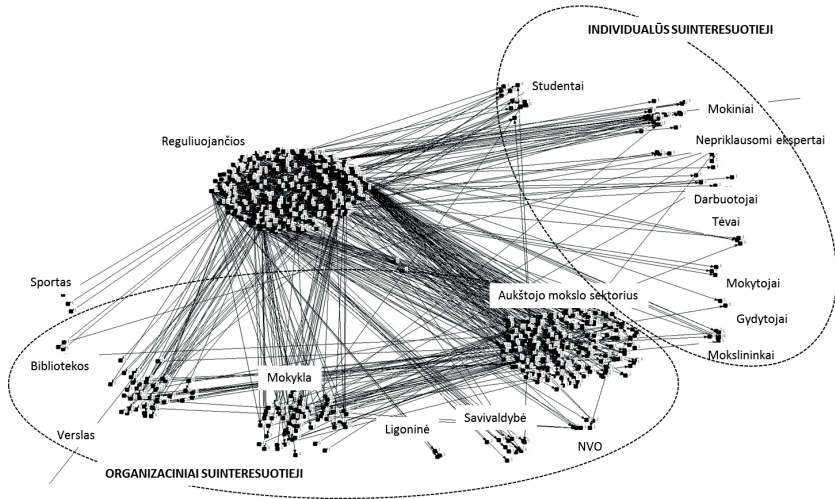 INDIVIDUALŪS SUINTERESUOTIEJI
Studentai
Mokiniai
Reguliuojančios
Nepriklausomi ekspertai
Darbuotojai
Tėvai
Sportas
Mokytojai
Aukštojo mokslo sektorius
Gydytojai
Mokslininkai
Bibliotekos
Mokykla
Savivaldybė
Ligoninė
Verslas
NVO
ORGANIZACINIAI SUINTERESUOTIEJI